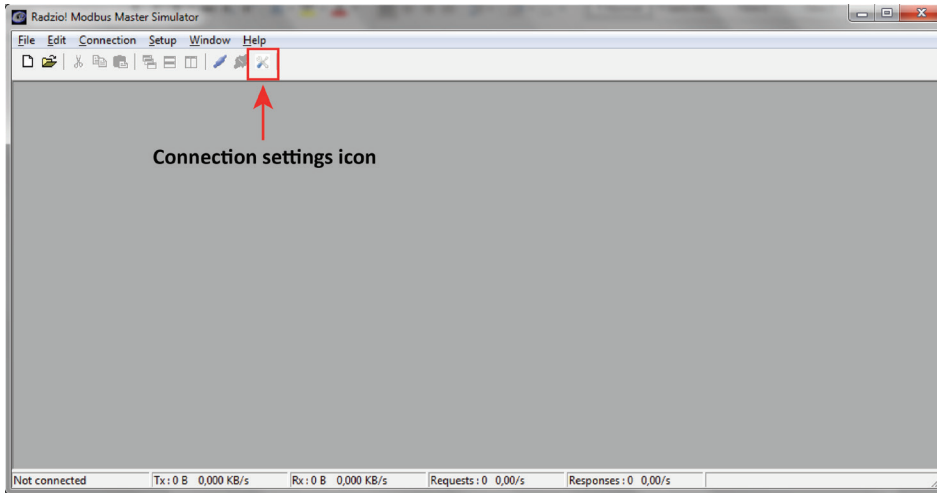 Radzio! Modbus Master Simulator
File Edit Connection Setup Window Help
Connection settings icon
Not connected Tx : 0 B 0,000 KB/s Rx : 0 B 0,000 KB/s Requests : 0 0,00/s Responses : 0 0,00/s